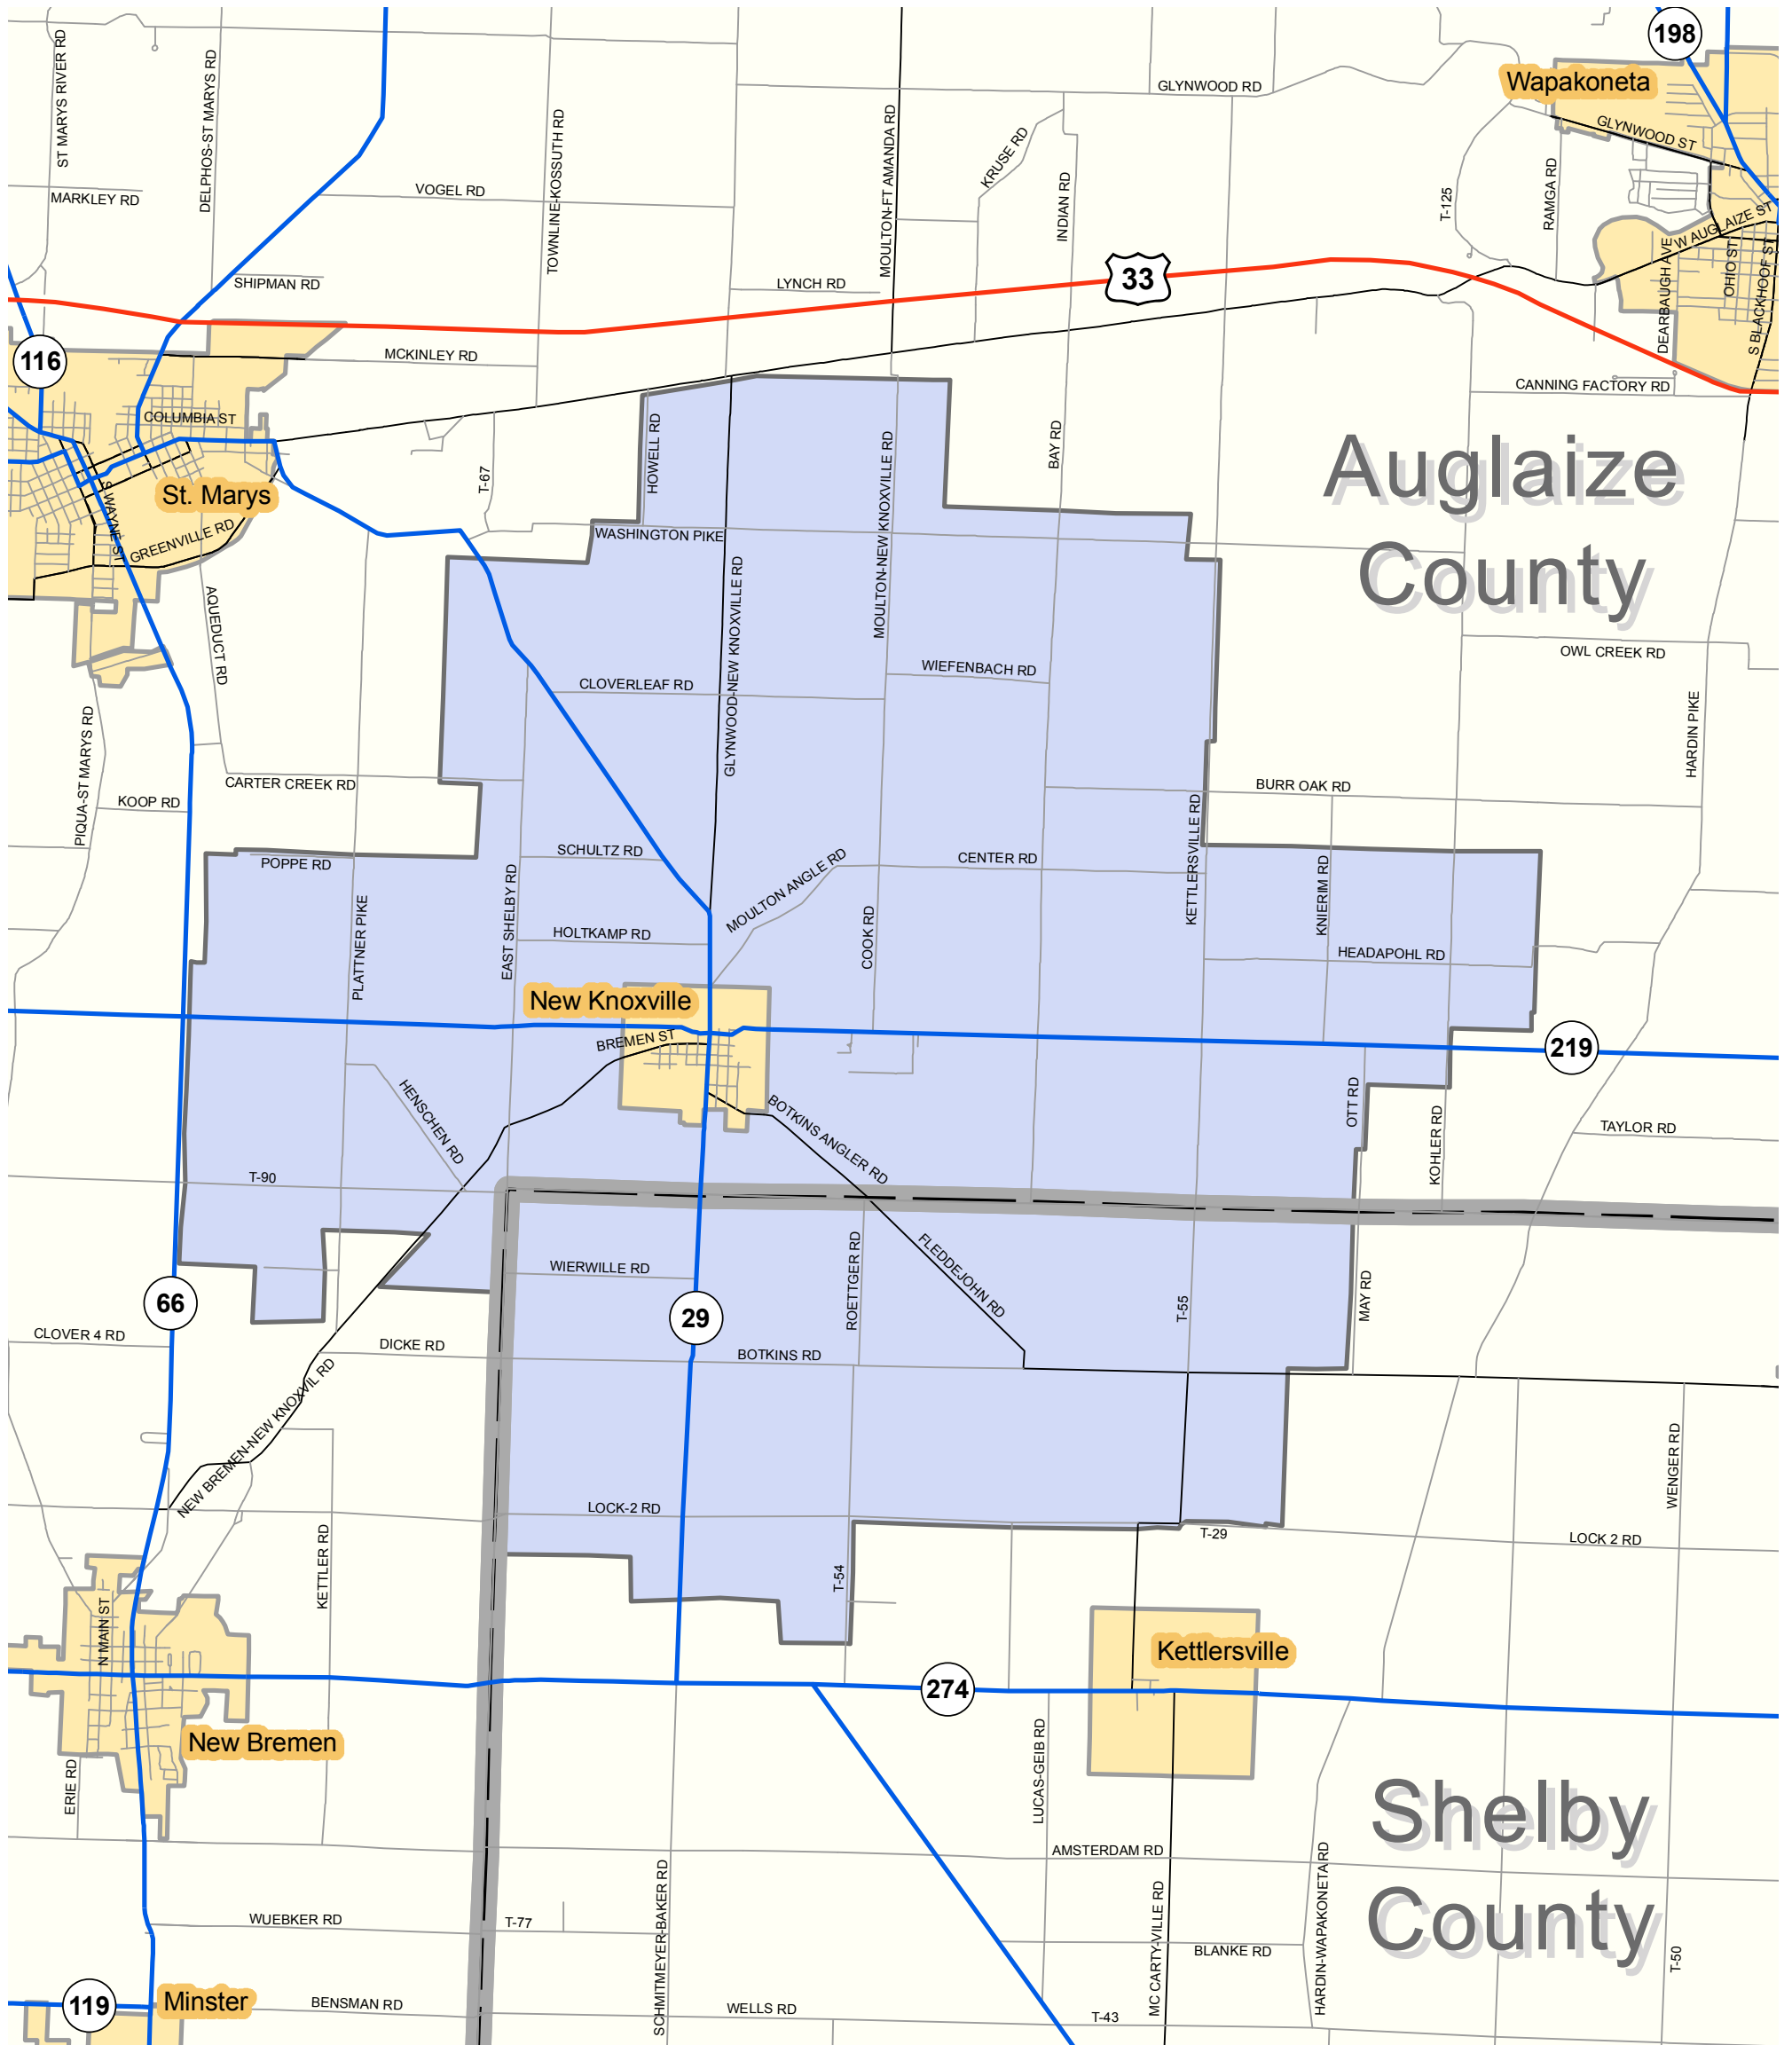 198
Wapakoneta
ST MARYS RIVER RD
DELPHOS-ST MARYS RD
GLYNWOOD RD
GLYNWOOD ST
MOULTON-FT AMANDA RD
TOWNLINE-KOSSUTH RD
KRUSE RD
INDIAN RD
T-125
RAMGA RD
MARKLEY RD
VOGEL RD
W AUGLAIZE ST
DEARBAUGH AVE
OHIO ST
S BLACKHOOF ST
SHIPMAN RD
LYNCH RD
33
116
MCKINLEY RD
CANNING FACTORY RD
COLUMBIA ST
HOWELL RD
MOULTON-NEW KNOXVILLE RD
BAY RD
Auglaize
County
T-67
St. Marys
S WAYNE ST
GREENVILLE RD
WASHINGTON PIKE
GLYNWOOD-NEW KNOXVILLE RD
AQUEDUCT RD
WIEFENBACH RD
OWL CREEK RD
CLOVERLEAF RD
HARDIN PIKE
PIQUA-ST MARYS RD
CARTER CREEK RD
BURR OAK RD
KOOP RD
KETTLERSVILLE RD
POPPE RD
SCHULTZ RD
MOULTON ANGLE RD
CENTER RD
KNIERIM RD
PLATTNER PIKE
EAST SHELBY RD
HOLTKAMP RD
COOK RD
HEADAPOHL RD
New Knoxville
BREMEN ST
219
HENSCHEN RD
BOTKINS ANGLER RD
OTT RD
KOHLER RD
TAYLOR RD
T-90
WIERWILLE RD
ROETTGER RD
FLEDDEJOHN RD
66
29
T-55
MAY RD
CLOVER 4 RD
DICKE RD
BOTKINS RD
NEW BREMEN-NEW KNOXVIL RD
WENGER RD
LOCK-2 RD
T-29
LOCK 2 RD
KETTLER RD
T-54
N MAIN ST
Kettlersville
274
New Bremen
ERIE RD
LUCAS-GEIB RD
Shelby
County
AMSTERDAM RD
SCHMITMEYER-BAKER RD
MC CARTY-VILLE RD
HARDIN-WAPAKONETA RD
WUEBKER RD
T-77
BLANKE RD
T-50
119
Minster
BENSMAN RD
WELLS RD
T-43